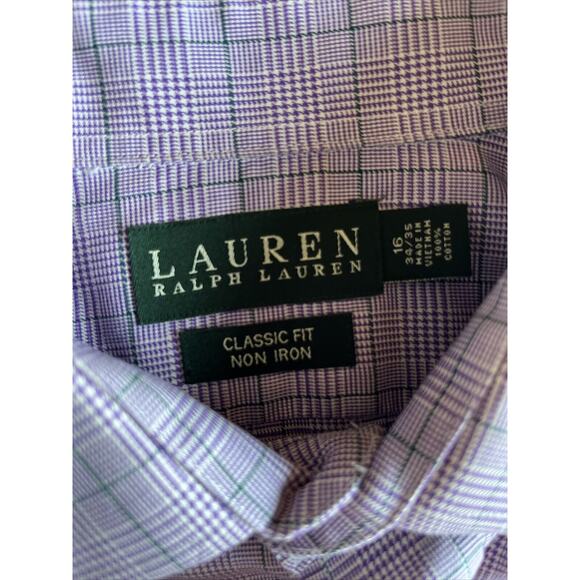 LAUREN
RALPH LAUREN
16
34/35
MADE IN
VIETNAM
100%
COTTON
CLASSIC FIT
NON IRON